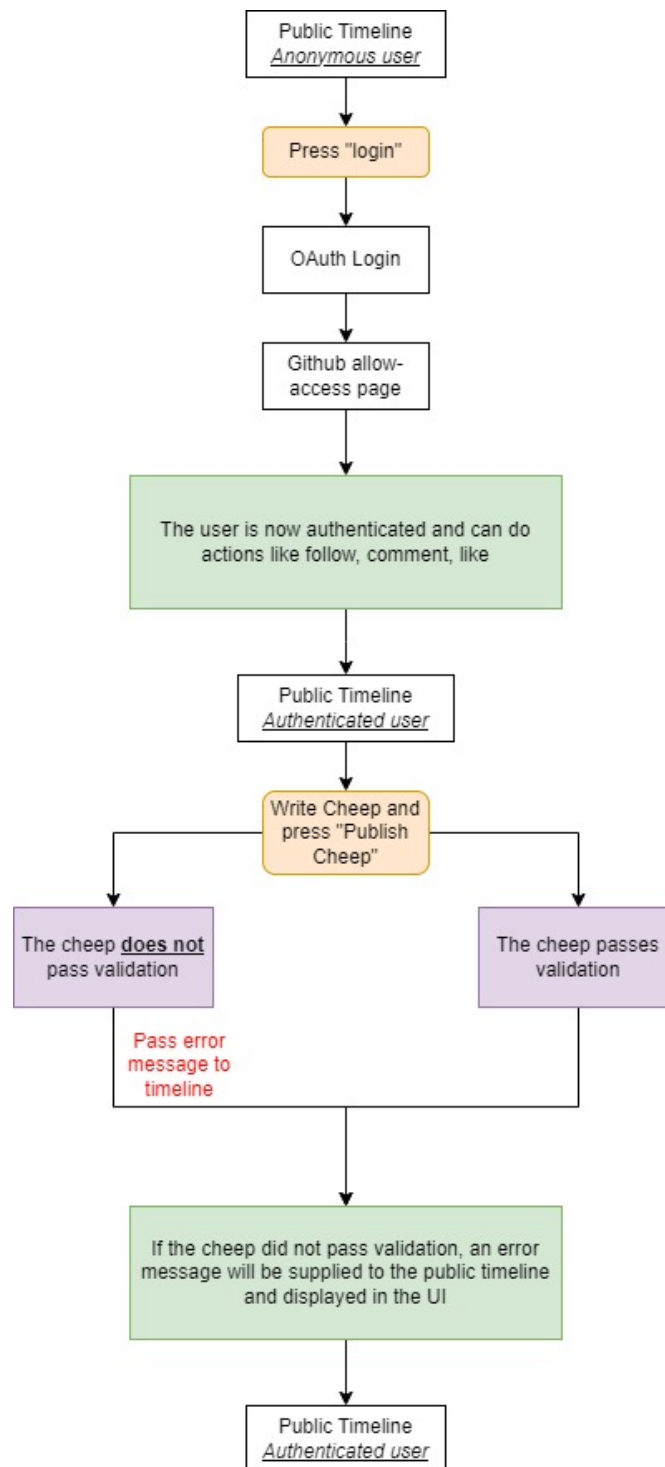 Public Timeline
Anonymous user
Press "login"
OAuth Login
Github allow-
access page
The user is now authenticated and can do
actions like follow, comment, like
Public Timeline
Authenticated user
Write Cheep and
press "Publish
Cheep"
The cheep does not
pass validation
The cheep passes
validation
Pass error
message to
timeline
If the cheep did not pass validation, an error
message will be supplied to the public timeline
and displayed in the UI
Public Timeline
Authenticated user